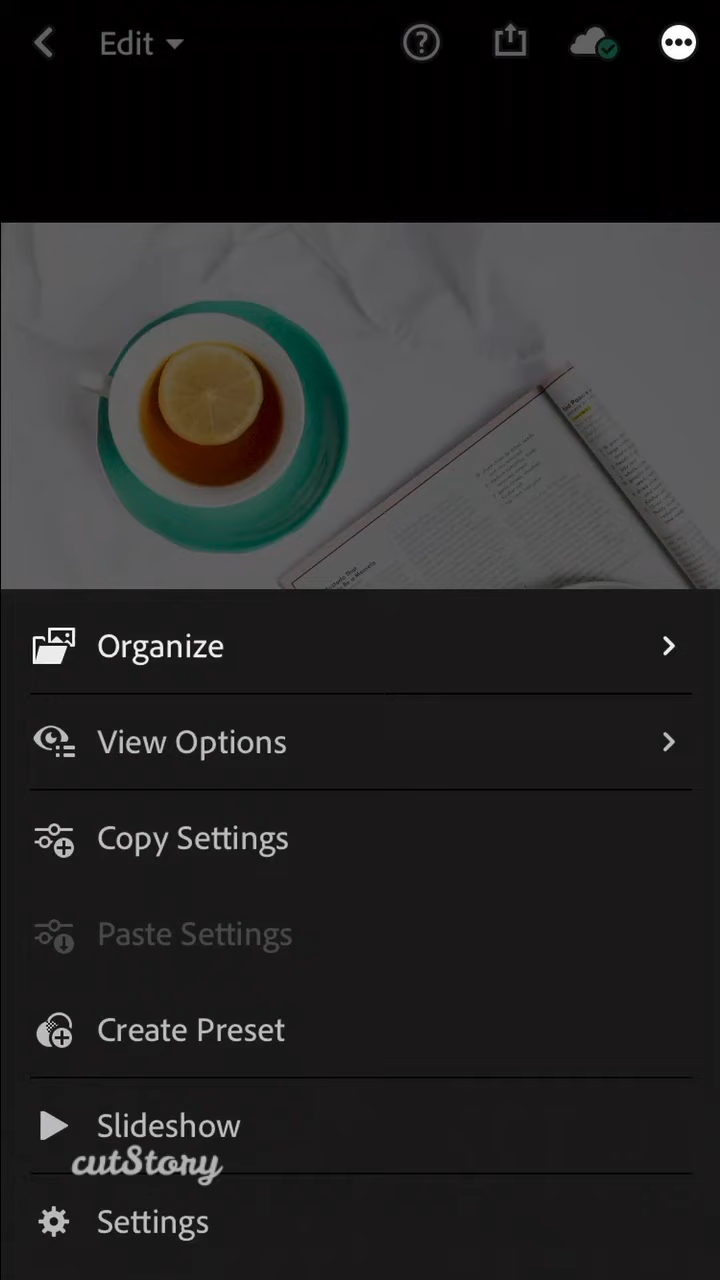 Edit
Organize
View Options
Copy Settings
Paste Settings
Create Preset
Slideshow
cutStory
Settings